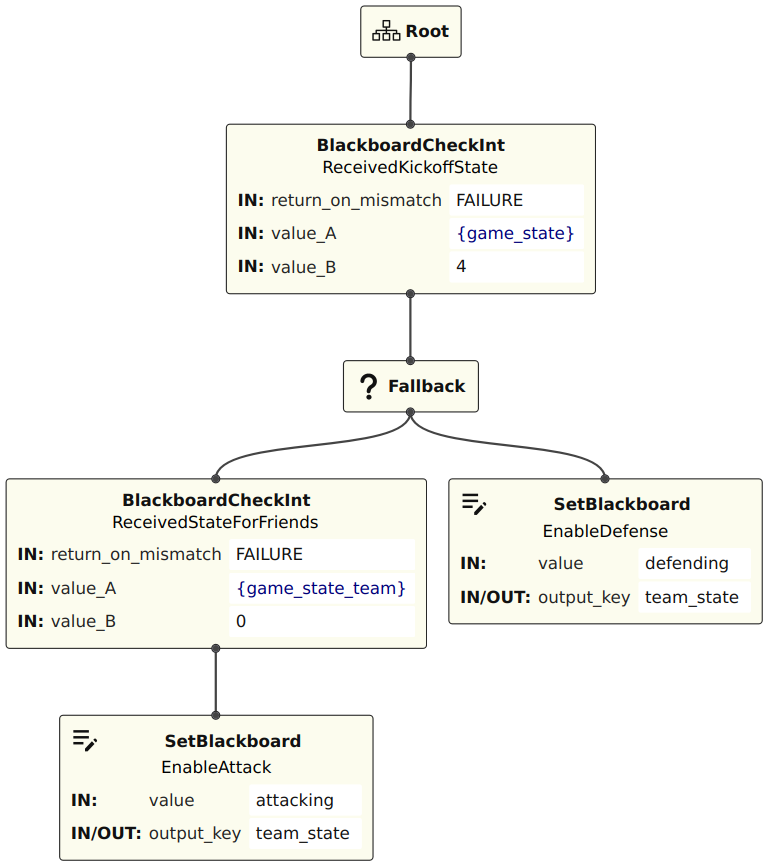 Root
BlackboardCheckInt
ReceivedKickoffState
IN: return_on_mismatch FAILURE
IN: value_A {game_state}
IN: value_B 4
Fallback
BlackboardCheckInt
ReceivedStateForFriends
IN: return_on_mismatch FAILURE
IN: value_A {game_state_team}
IN: value_B 0
SetBlackboard
EnableDefense
IN: value defending
IN/OUT: output_key team_state
SetBlackboard
EnableAttack
IN: value attacking
IN/OUT: output_key team_state